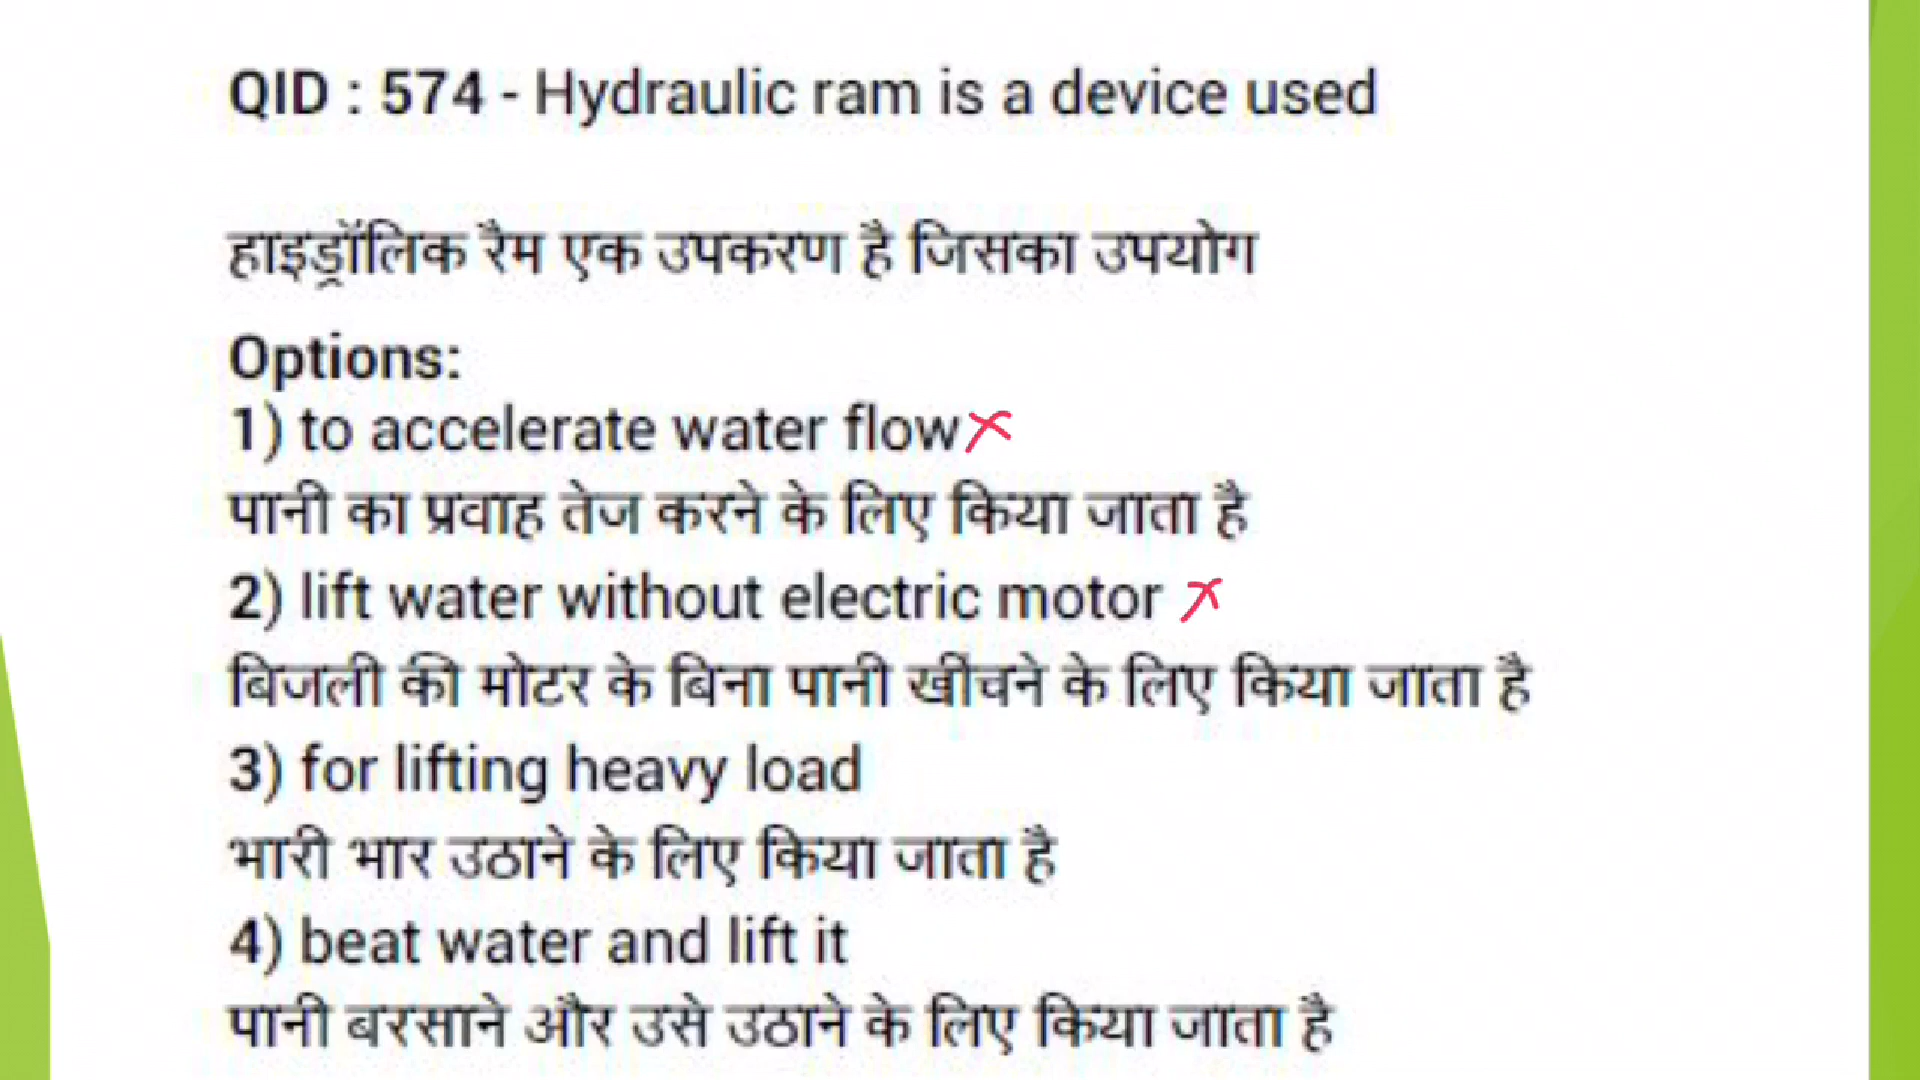 QID : 574 - Hydraulic ram is a device used
हाइड्रॉलिक रैम एक उपकरण है जिसका उपयोग
Options:
1) to accelerate water flow
पानी का प्रवाह तेज करने के लिए किया जाता है
2) lift water without electric motor
बिजली की मोटर के बिना पानी खींचने के लिए किया जाता है
3) for lifting heavy load
भारी भार उठाने के लिए किया जाता है
4) beat water and lift it
पानी बरसाने और उसे उठाने के लिए किया जाता है